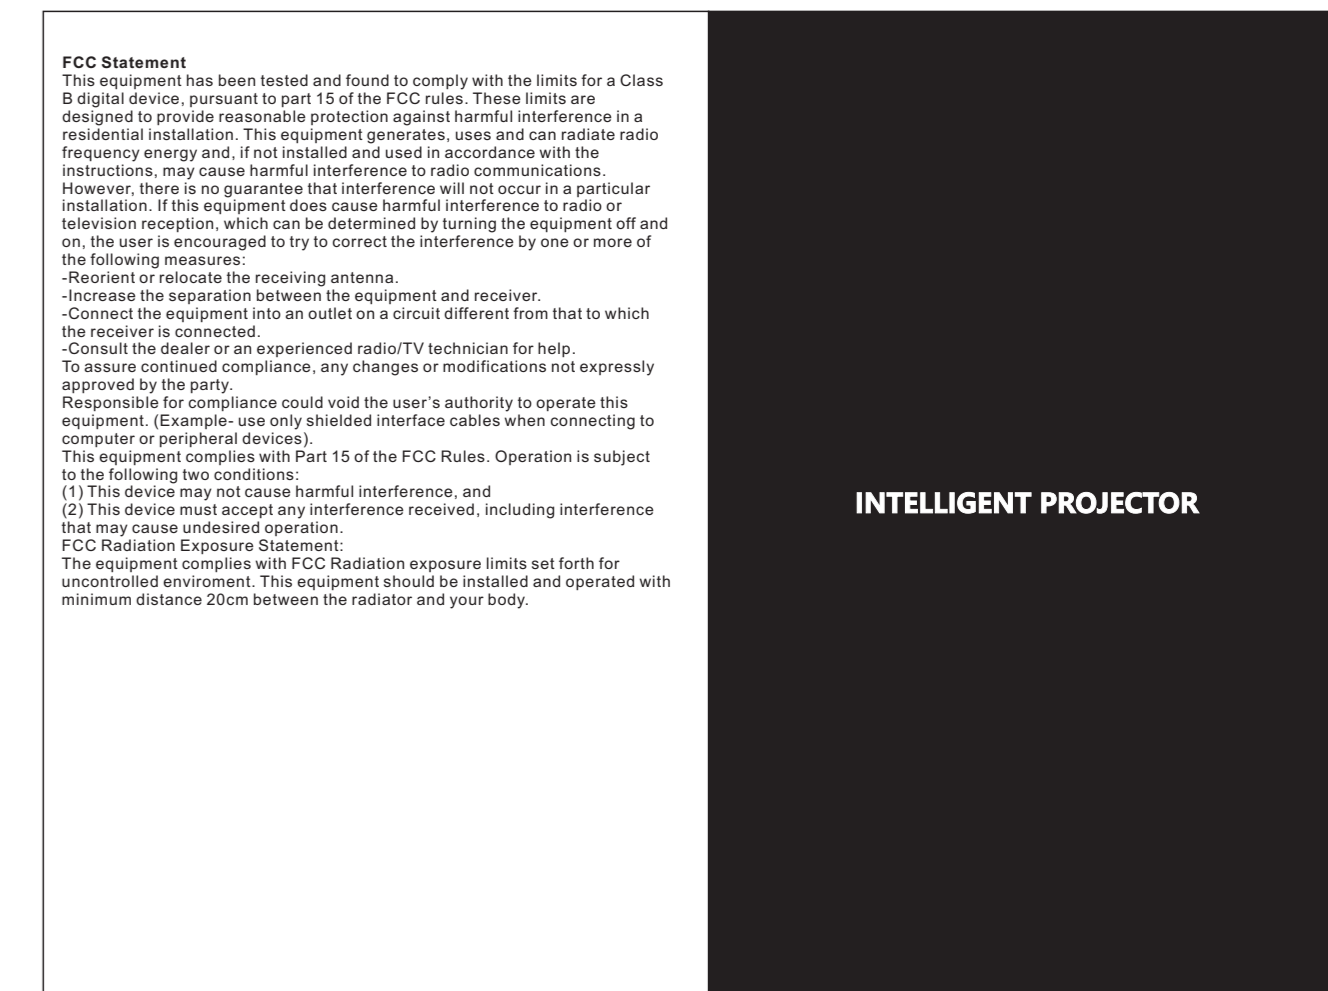 FCC Statement
This equipment has been tested and found to comply with the limits for a Class
B digital device, pursuant to part 15 of the FCC rules. These limits are
designed to provide reasonable protection against harmful interference in a
residential installation. This equipment generates, uses and can radiate radio
frequency energy and, if not installed and used in accordance with the
instructions, may cause harmful interference to radio communications.
However, there is no guarantee that interference will not occur in a particular
installation. If this equipment does cause harmful interference to radio or
television reception, which can be determined by turning the equipment off and
on, the user is encouraged to try to correct the interference by one or more of
the following measures:
-Reorient or relocate the receiving antenna.
-Increase the separation between the equipment and receiver.
-Connect the equipment into an outlet on a circuit different from that to which
the receiver is connected.
-Consult the dealer or an experienced radio/TV technician for help.
To assure continued compliance, any changes or modifications not expressly
approved by the party.
Responsible for compliance could void the user’s authority to operate this
equipment. (Example- use only shielded interface cables when connecting to
computer or peripheral devices).
This equipment complies with Part 15 of the FCC Rules. Operation is subject
to the following two conditions:
(1) This device may not cause harmful interference, and
(2) This device must accept any interference received, including interference
that may cause undesired operation.
FCC Radiation Exposure Statement:
The equipment complies with FCC Radiation exposure limits set forth for
uncontrolled enviroment. This equipment should be installed and operated with
minimum distance 20cm between the radiator and your body.
INTELLIGENT PROJECTOR